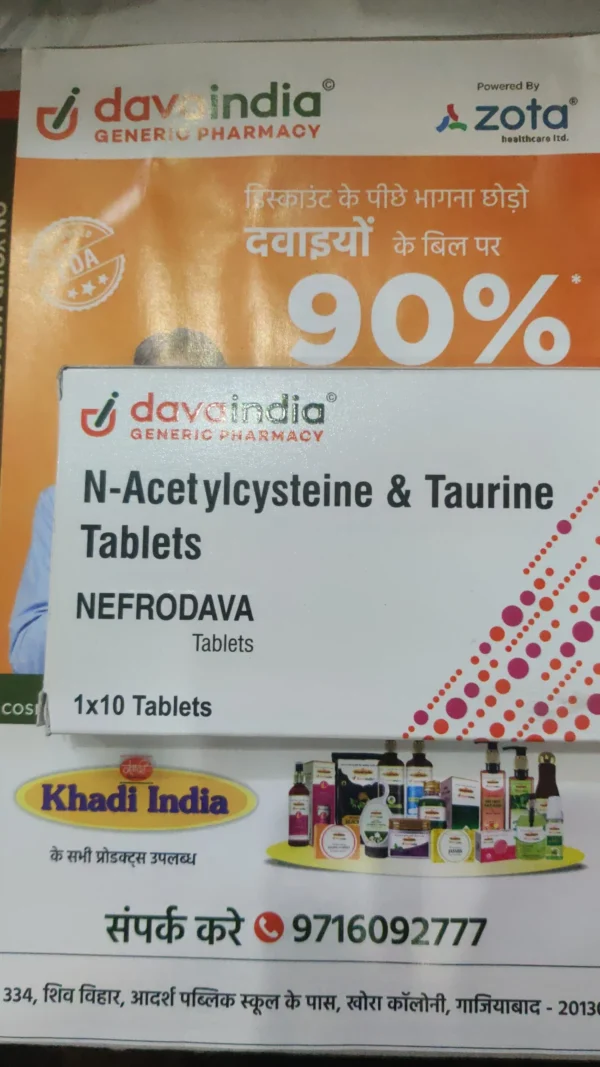 davaindia©
GENERIC PHARMACY
Powered By
zota®
healthcare ltd.
डिस्काउंट के पीछे भागना छोड़ो
दवाइयों के बिल पर
90%*
davaindia©
GENERIC PHARMACY
N-Acetylcysteine & Taurine
Tablets
NEFRODAVA
Tablets
1x10 Tablets
Khadi India
के सभी प्रोडक्ट्स उपलब्ध
संपर्क करे 9716092777
334, शिव विहार, आदर्श पब्लिक स्कूल के पास, खोरा कॉलोनी, गाजियाबाद - 2013